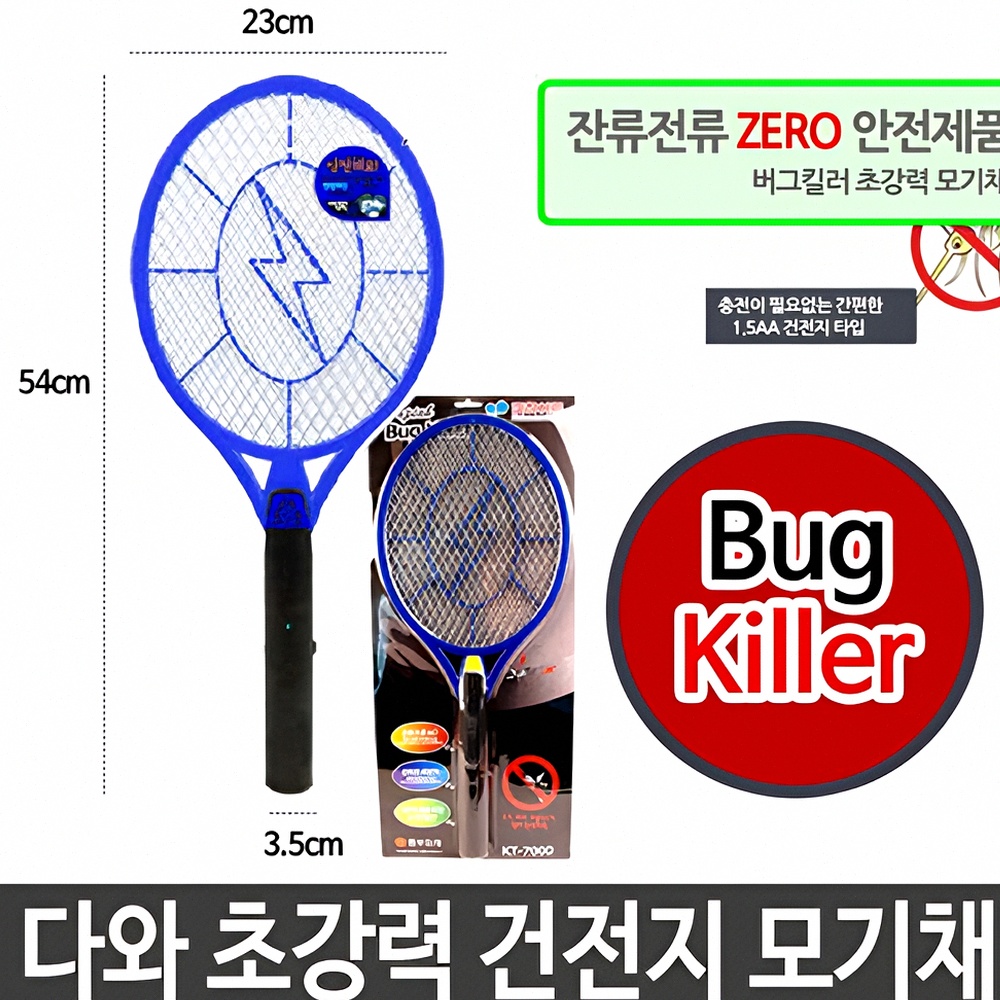 23cm
잔류전류 ZERO 안전제품
버그킬러 초강력 모기채
충전이 필요없는 간편한
1.5AA 건전지 타입
54cm
Bug
Killer
3.5cm
다와 초강력 건전지 모기채